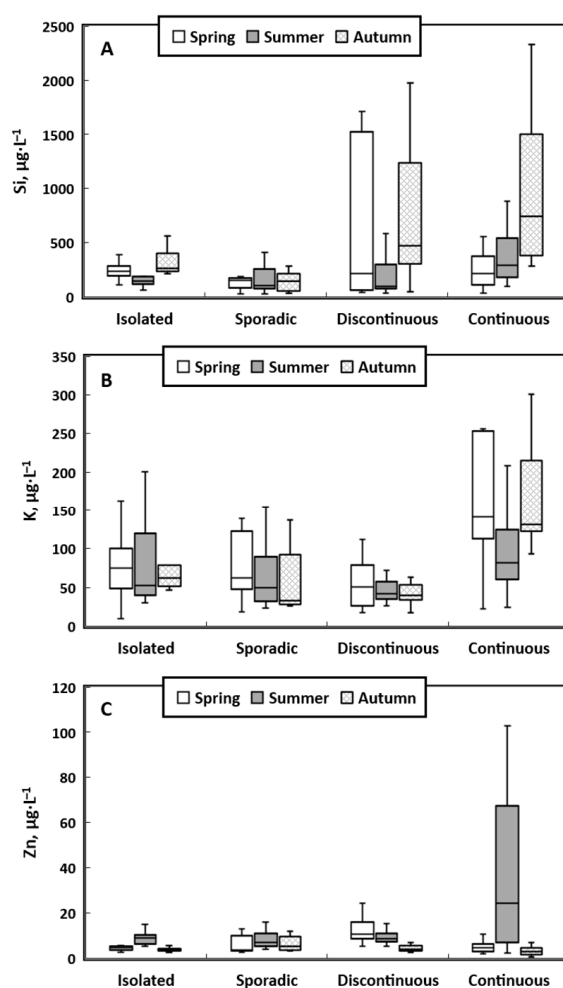 A
Spring Summer Autumn
Si, µg·L⁻¹
2500
2000
1500
1000
500
0
Isolated Sporadic Discontinuous Continuous
B
Spring Summer Autumn
K, µg·L⁻¹
350
300
250
200
150
100
50
0
Isolated Sporadic Discontinuous Continuous
C
Spring Summer Autumn
Zn, µg·L⁻¹
120
100
80
60
40
20
0
Isolated Sporadic Discontinuous Continuous